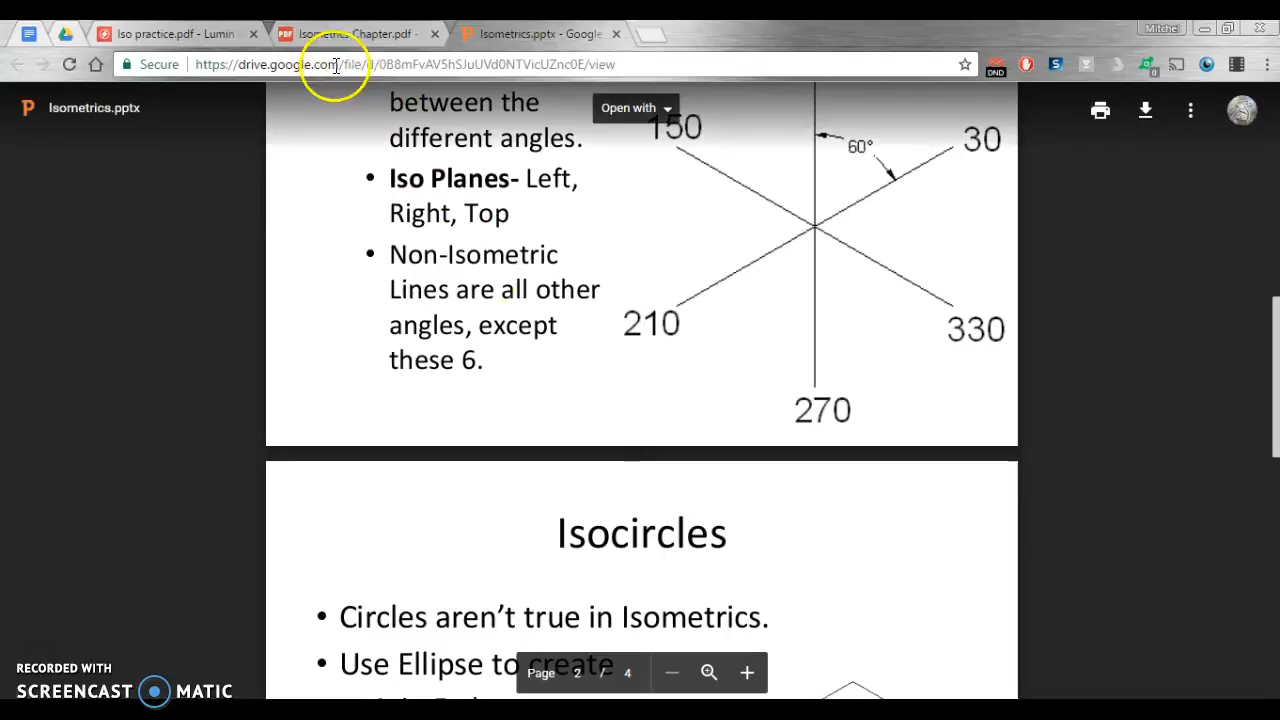 Mitchel
Iso practice.pdf - Lumin
Isometrics Chapter.pdf -
Isometrics.pptx - Google
Secure
https://drive.google.com/file/d/0B8mFvAV5hSJuUVd0NTVicUZnc0E/view
DND
0
Isometrics.pptx
Open with
between the
different angles.
• Iso Planes- Left,
Right, Top
• Non-Isometric
Lines are all other
angles, except
these 6.
150
60°
30
210
330
270
Isocircles
• Circles aren't true in Isometrics.
• Use Ellipse to create
Page 2 / 4
RECORDED WITH
SCREENCAST MATIC